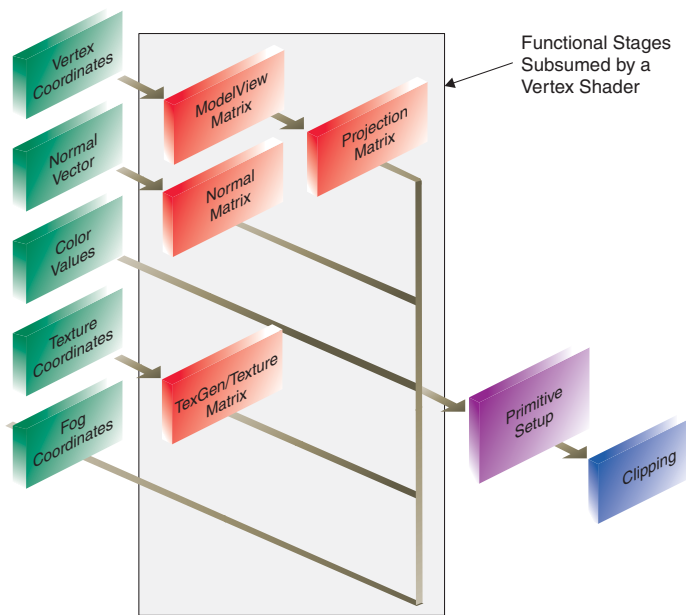 Functional Stages
Subsumed by a
Vertex Shader
Vertex
Coordinates
ModelView
Matrix
Projection
Matrix
Normal
Vector
Normal
Matrix
Color
Values
Texture
Coordinates
TexGen/Texture
Matrix
Fog
Coordinates
Primitive
Setup
Clipping